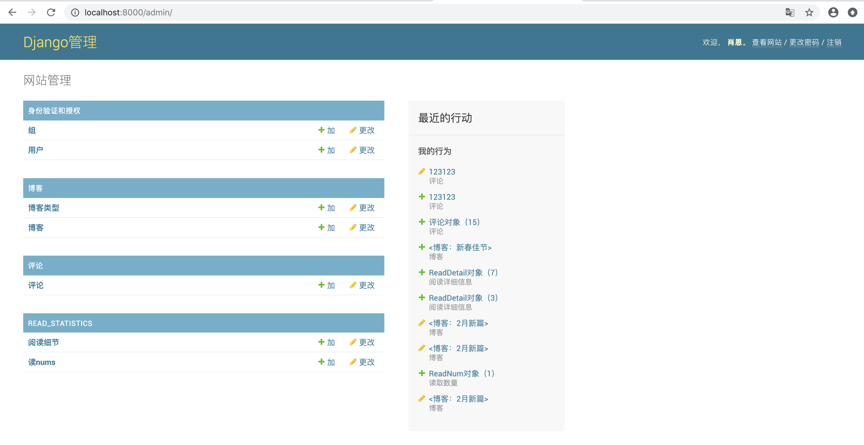 localhost:8000/admin/
Django管理
欢迎， 肖恩。 查看网站 / 更改密码 / 注销
网站管理
身份验证和授权
组 加 更改
用户 加 更改
博客
博客类型 加 更改
博客 加 更改
评论
评论 加 更改
READ_STATISTICS
阅读细节 加 更改
读nums 加 更改
最近的行动
我的行为
123123
评论
123123
评论
评论对象（15）
评论
<博客：新春佳节>
博客
ReadDetail对象（7）
阅读详细信息
ReadDetail对象（3）
阅读详细信息
<博客：2月新篇>
博客
<博客：2月新篇>
博客
ReadNum对象（1）
读取数量
<博客：2月新篇>
博客